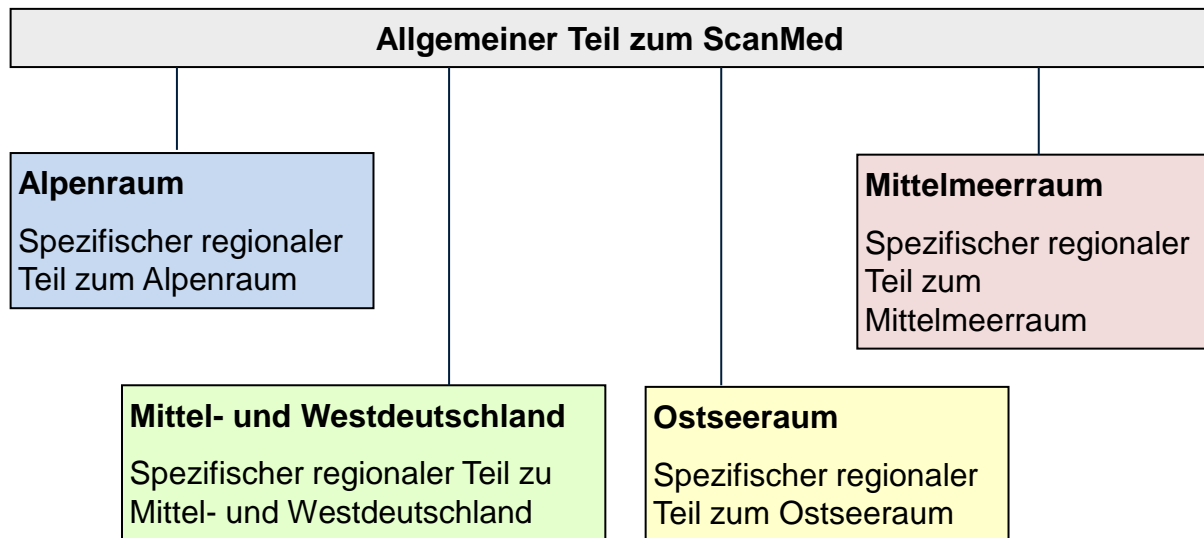 Allgemeiner Teil zum ScanMed
Alpenraum
Spezifischer regionaler
Teil zum Alpenraum
Mittelmeerraum
Spezifischer regionaler
Teil zum
Mittelmeerraum
Mittel- und Westdeutschland
Spezifischer regionaler Teil zu
Mittel- und Westdeutschland
Ostseeraum
Spezifischer regionaler
Teil zum Ostseeraum